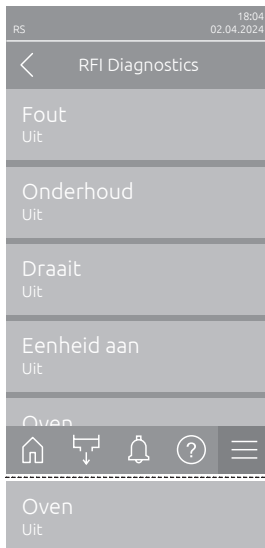 18:04
RS 02.04.2024
RFI Diagnostics
Fout
Uit
Onderhoud
Uit
Draait
Uit
Eenheid aan
Uit
Oven
?
Oven
Uit